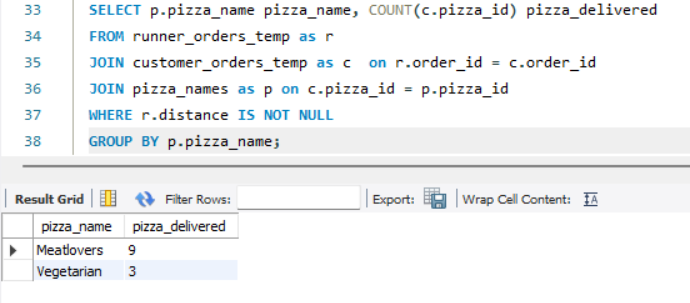 33 SELECT p.pizza_name pizza_name, COUNT(c.pizza_id) pizza_delivered
34 FROM runner_orders_temp as r
35 JOIN customer_orders_temp as c  on r.order_id = c.order_id
36 JOIN pizza_names as p on c.pizza_id = p.pizza_id
37 WHERE r.distance IS NOT NULL
38 GROUP BY p.pizza_name;
Result Grid Filter Rows: Export: Wrap Cell Content: IA
pizza_name pizza_delivered
Meatlovers 9
Vegetarian 3